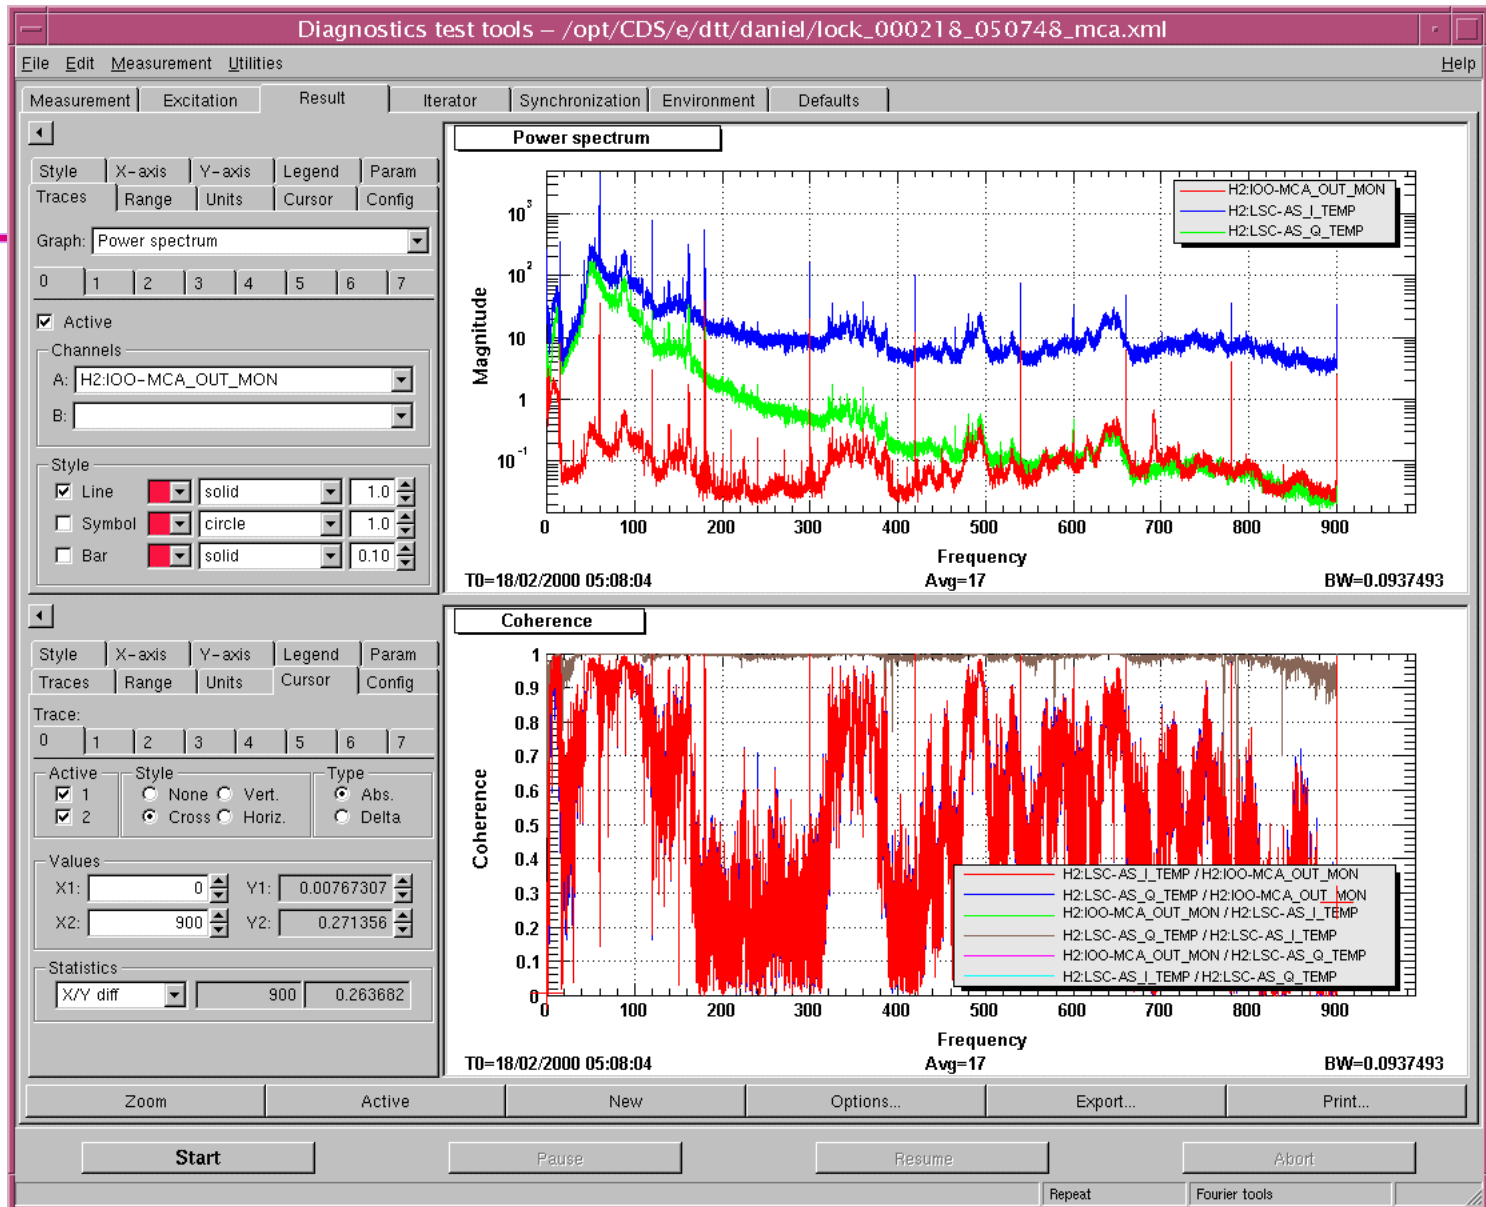 Diagnostics test tools – /opt/CDS/e/dtt/daniel/lock_000218_050748_mca.xml
File Edit Measurement Utilities Help
Measurement Excitation Result Iterator Synchronization Environment Defaults
Style X-axis Y-axis Legend Param
Traces Range Units Cursor Config
Graph: Power spectrum
0 1 2 3 4 5 6 7
Active
Channels
A: H2:IOO-MCA_OUT_MON
B:
Style
Line solid 1.0
Symbol circle 1.0
Bar solid 0.10
Power spectrum
H2:IOO-MCA_OUT_MON
H2:LSC-AS_I_TEMP
H2:LSC-AS_Q_TEMP
Magnitude
10³
10²
10
1
10⁻¹
0 100 200 300 400 500 600 700 800 900
Frequency
T0=18/02/2000 05:08:04 Avg=17 BW=0.0937493
Style X-axis Y-axis Legend Param
Traces Range Units Cursor Config
Trace:
0 1 2 3 4 5 6 7
Active Style Type
1 None Vert. Abs.
2 Cross Horiz. Delta
Values
X1: 0 Y1: 0.00767307
X2: 900 Y2: 0.271356
Statistics
X/Y diff 900 0.263682
Coherence
Coherence
1
0.9
0.8
0.7
0.6
0.5
0.4
0.3
0.2
0.1
0
H2:LSC-AS_I_TEMP / H2:IOO-MCA_OUT_MON
H2:LSC-AS_Q_TEMP / H2:IOO-MCA_OUT_MON
H2:IOO-MCA_OUT_MON / H2:LSC-AS_I_TEMP
H2:LSC-AS_Q_TEMP / H2:LSC-AS_I_TEMP
H2:IOO-MCA_OUT_MON / H2:LSC-AS_Q_TEMP
H2:LSC-AS_I_TEMP / H2:LSC-AS_Q_TEMP
0 100 200 300 400 500 600 700 800 900
Frequency
T0=18/02/2000 05:08:04 Avg=17 BW=0.0937493
Zoom Active New Options... Export... Print...
Start Pause Resume Abort
Repeat Fourier tools